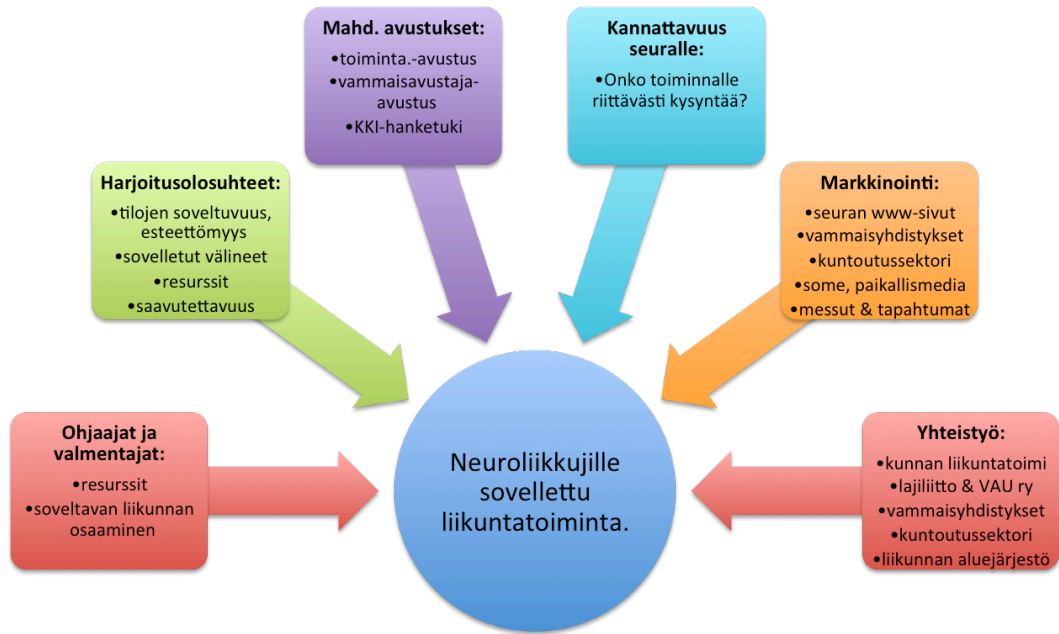 Mahd. avustukset:
•toiminta.-avustus
•vammaisavustaja-
avustus
•KKI-hanketuki
Kannattavuus
seuralle:
•Onko toiminnalle
riittävästi kysyntää?
Harjoitusolosuhteet:
•tilojen soveltuvuus,
esteettömyys
•sovelletut välineet
•resurssit
•saavutettavuus
Markkinointi:
•seuran www-sivut
•vammaisyhdistykset
•kuntoutussektori
•some, paikallismedia
•messut & tapahtumat
Ohjaajat ja
valmentajat:
•resurssit
•soveltavan liikunnan
osaaminen
Neuroliikkujille
sovellettu
liikuntatoiminta.
Yhteistyö:
•kunnan liikuntatoimi
•lajiliitto & VAU ry
•vammaisyhdistykset
•kuntoutussektori
•liikunnan aluejärjestö